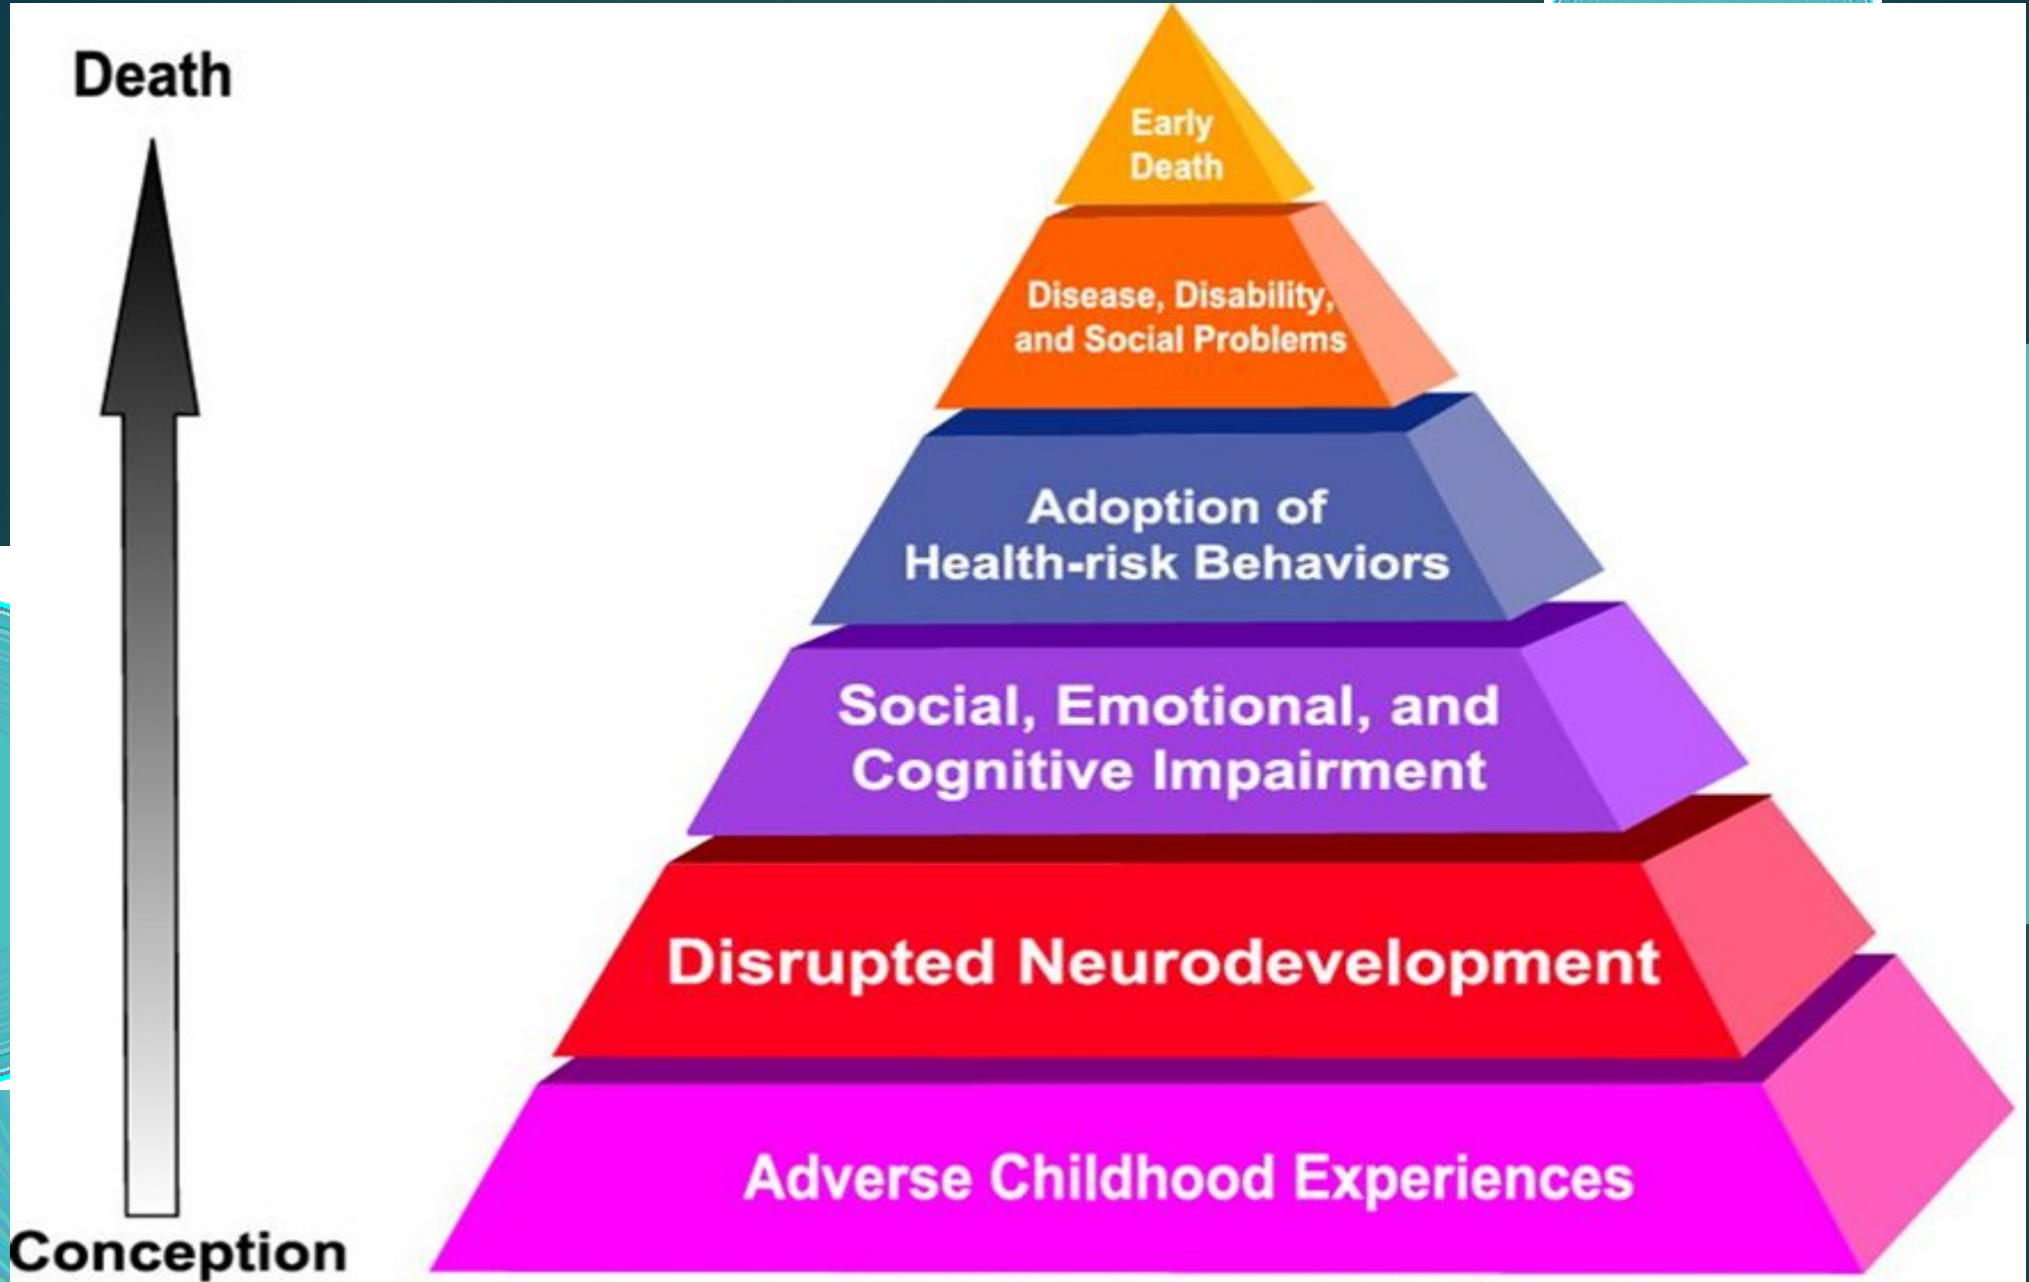 Death
Early
Death
Disease, Disability,
and Social Problems
Adoption of
Health-risk Behaviors
Social, Emotional, and
Cognitive Impairment
Disrupted Neurodevelopment
Adverse Childhood Experiences
Conception